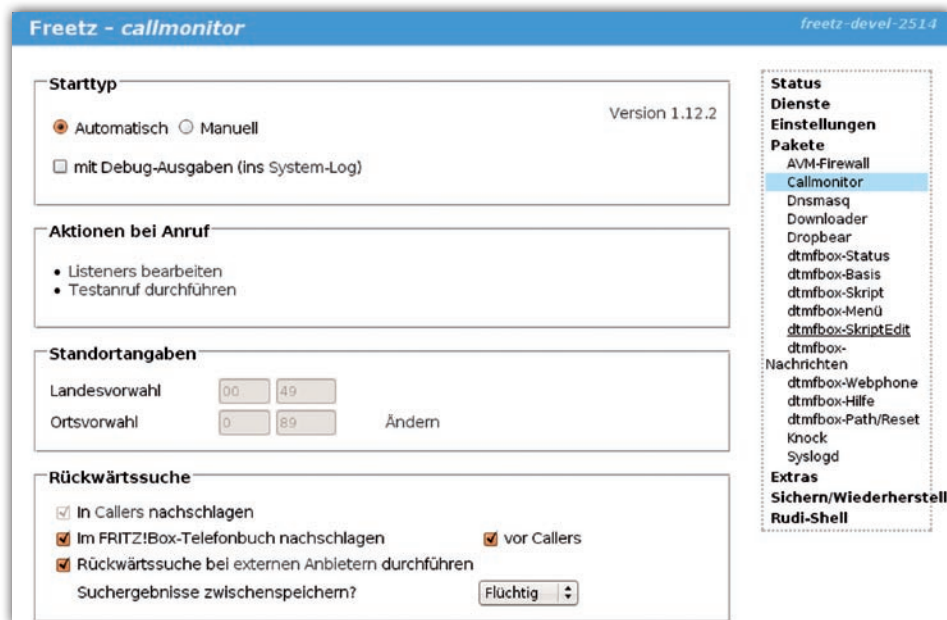 Freetz – callmonitor
freetz-devel-2514
Starttyp
Version 1.12.2
Automatisch Manuell
mit Debug-Ausgaben (ins System-Log)
Aktionen bei Anruf
• Listeners bearbeiten
• Testanruf durchführen
Standortangaben
Landesvorwahl 00 49
Ortsvorwahl 0 89 Ändern
Rückwärtssuche
In Callers nachschlagen
Im FRITZ!Box-Telefonbuch nachschlagen vor Callers
Rückwärtssuche bei externen Anbietern durchführen
Suchergebnisse zwischenspeichern? Flüchtig
Status
Dienste
Einstellungen
Pakete
AVM-Firewall
Callmonitor
Dnsmasq
Downloader
Dropbear
dtmfbox-Status
dtmfbox-Basis
dtmfbox-Skript
dtmfbox-Menü
dtmfbox-SkriptEdit
dtmfbox-
Nachrichten
dtmfbox-Webphone
dtmfbox-Hilfe
dtmfbox-Path/Reset
Knock
Syslogd
Extras
Sichern/Wiederherstell
Rudi-Shell